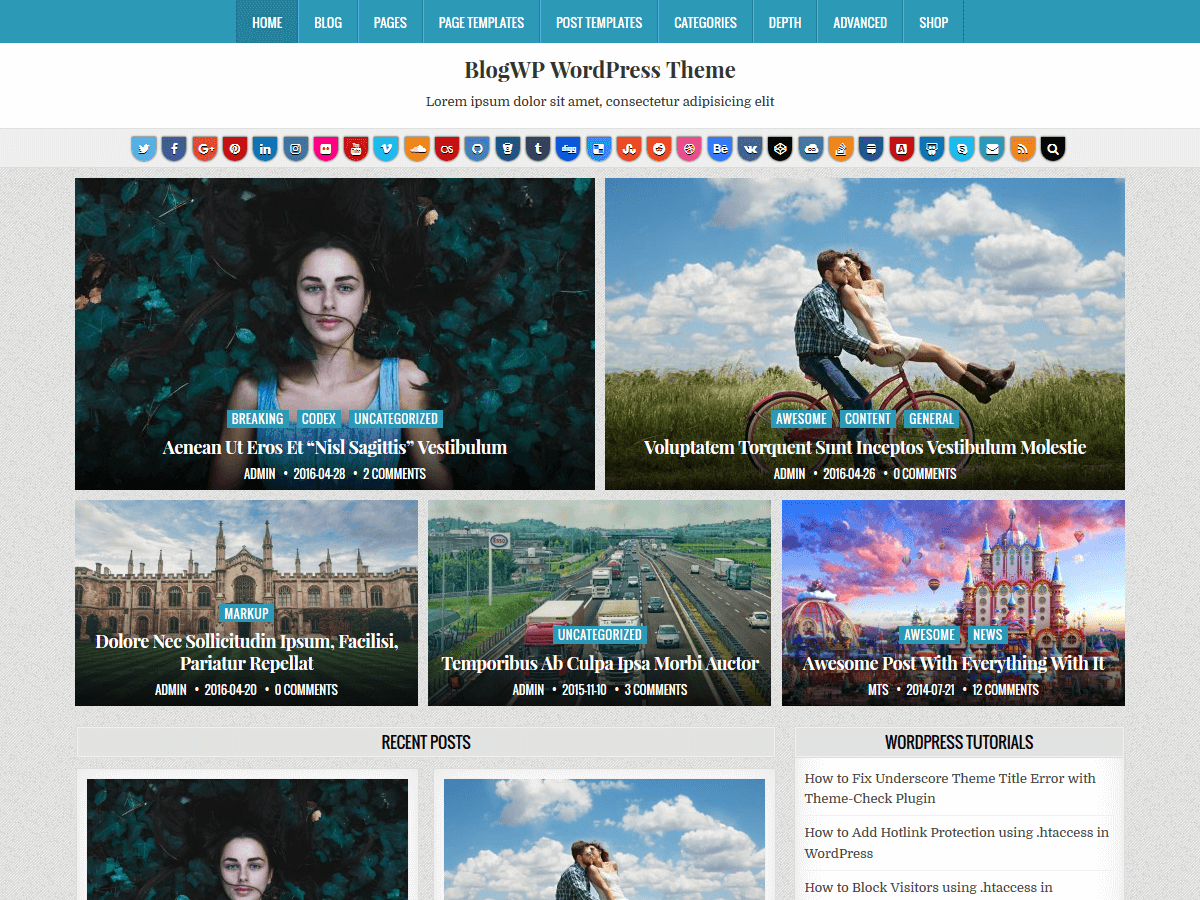 HOME BLOG PAGES PAGE TEMPLATES POST TEMPLATES CATEGORIES DEPTH ADVANCED SHOP
BlogWP WordPress Theme
Lorem ipsum dolor sit amet, consectetur adipisicing elit
BREAKING CODEX UNCATEGORIZED
Aenean Ut Eros Et “Nisl Sagittis” Vestibulum
ADMIN • 2016-04-28 • 2 COMMENTS
AWESOME CONTENT GENERAL
Voluptatem Torquent Sunt Inceptos Vestibulum Molestie
ADMIN • 2016-04-26 • 0 COMMENTS
MARKUP
Dolore Nec Sollicitudin Ipsum, Facilisi,
Pariatur Repellat
ADMIN • 2016-04-20 • 0 COMMENTS
Esso
UNCATEGORIZED
Temporibus Ab Culpa Ipsa Morbi Auctor
ADMIN • 2015-11-10 • 3 COMMENTS
AWESOME NEWS
Awesome Post With Everything With It
MTS • 2014-07-21 • 12 COMMENTS
RECENT POSTS
WORDPRESS TUTORIALS
How to Fix Underscore Theme Title Error with
Theme-Check Plugin
How to Add Hotlink Protection using .htaccess in
WordPress
How to Block Visitors using .htaccess in